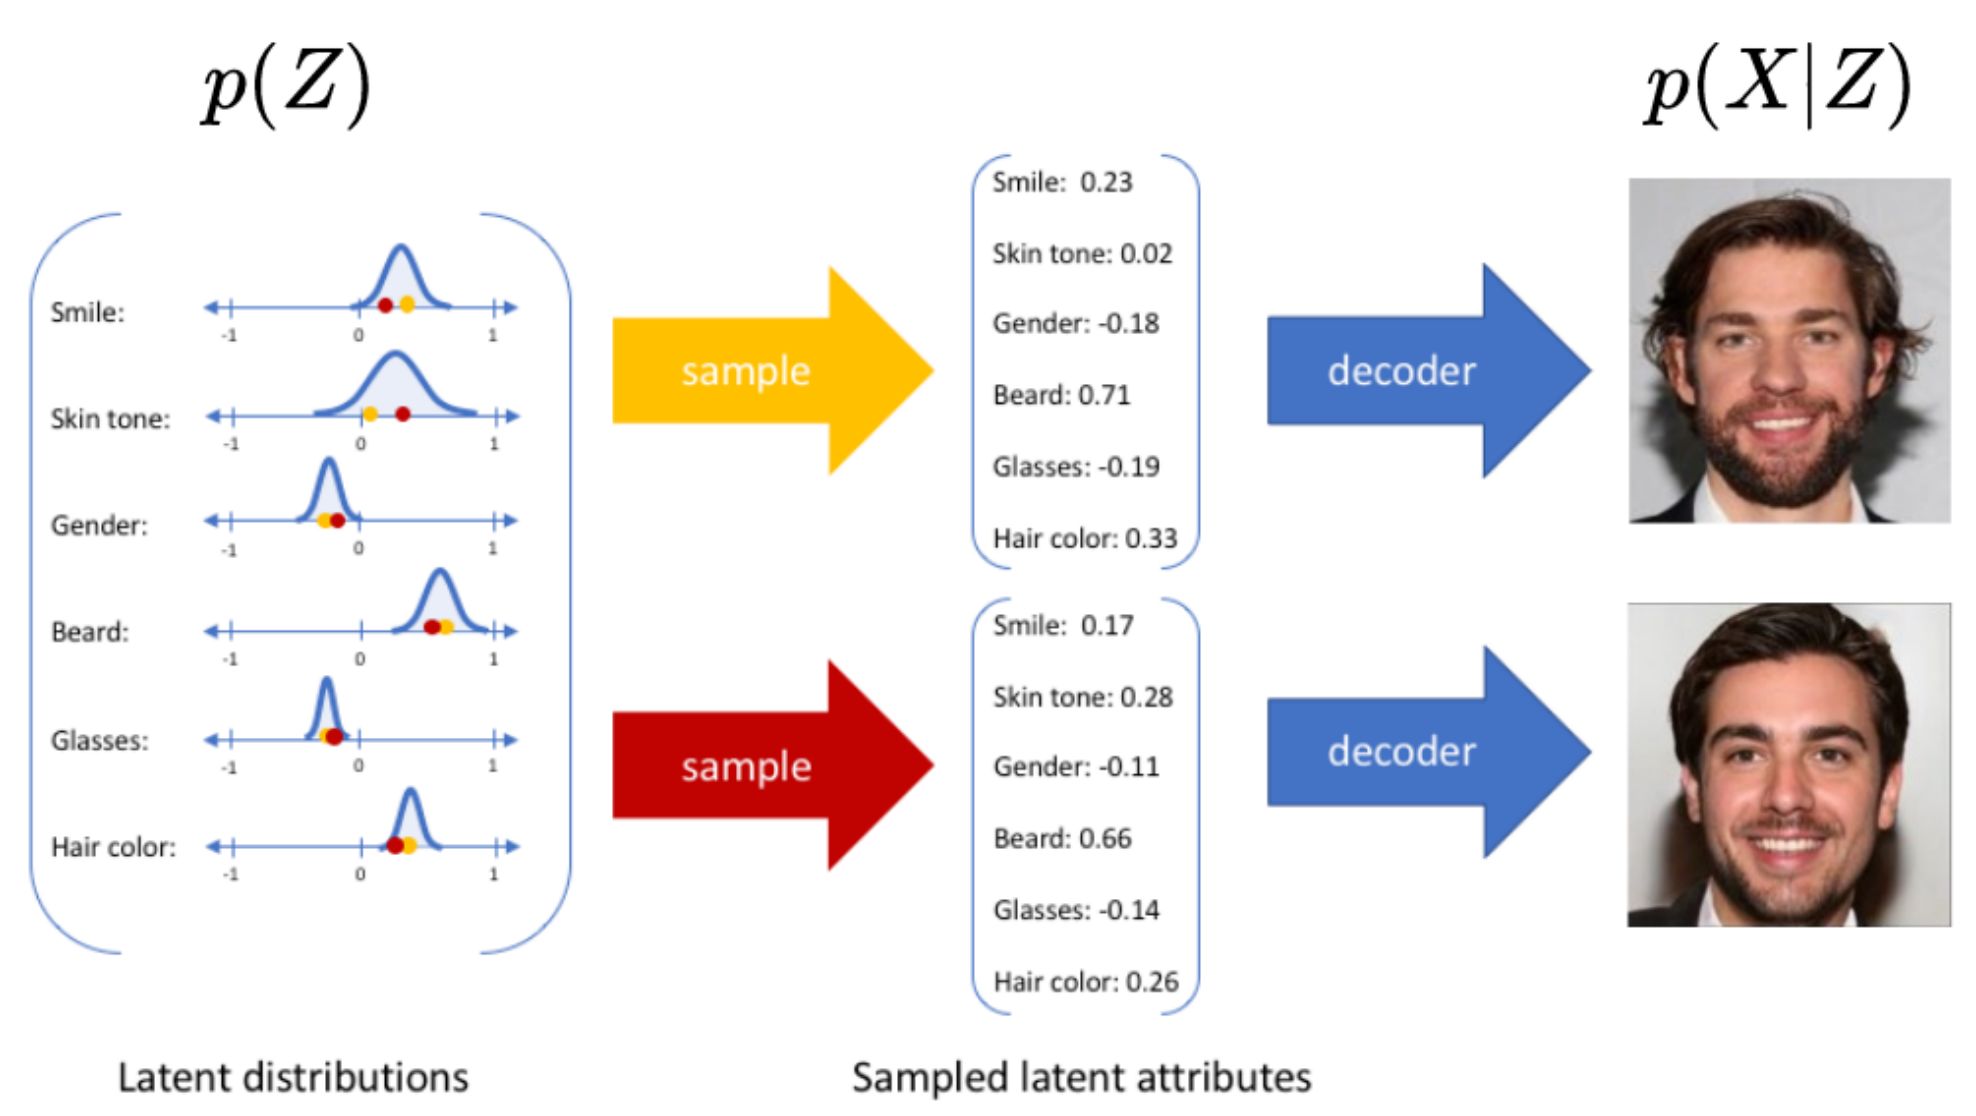 p(Z)
p(X|Z)
Smile:
-1 0 1
Skin tone:
-1 0 1
Gender:
-1 0 1
Beard:
-1 0 1
Glasses:
-1 0 1
Hair color:
-1 0 1
sample
Smile: 0.23
Skin tone: 0.02
Gender: -0.18
Beard: 0.71
Glasses: -0.19
Hair color: 0.33
decoder
sample
Smile: 0.17
Skin tone: 0.28
Gender: -0.11
Beard: 0.66
Glasses: -0.14
Hair color: 0.26
decoder
Latent distributions
Sampled latent attributes